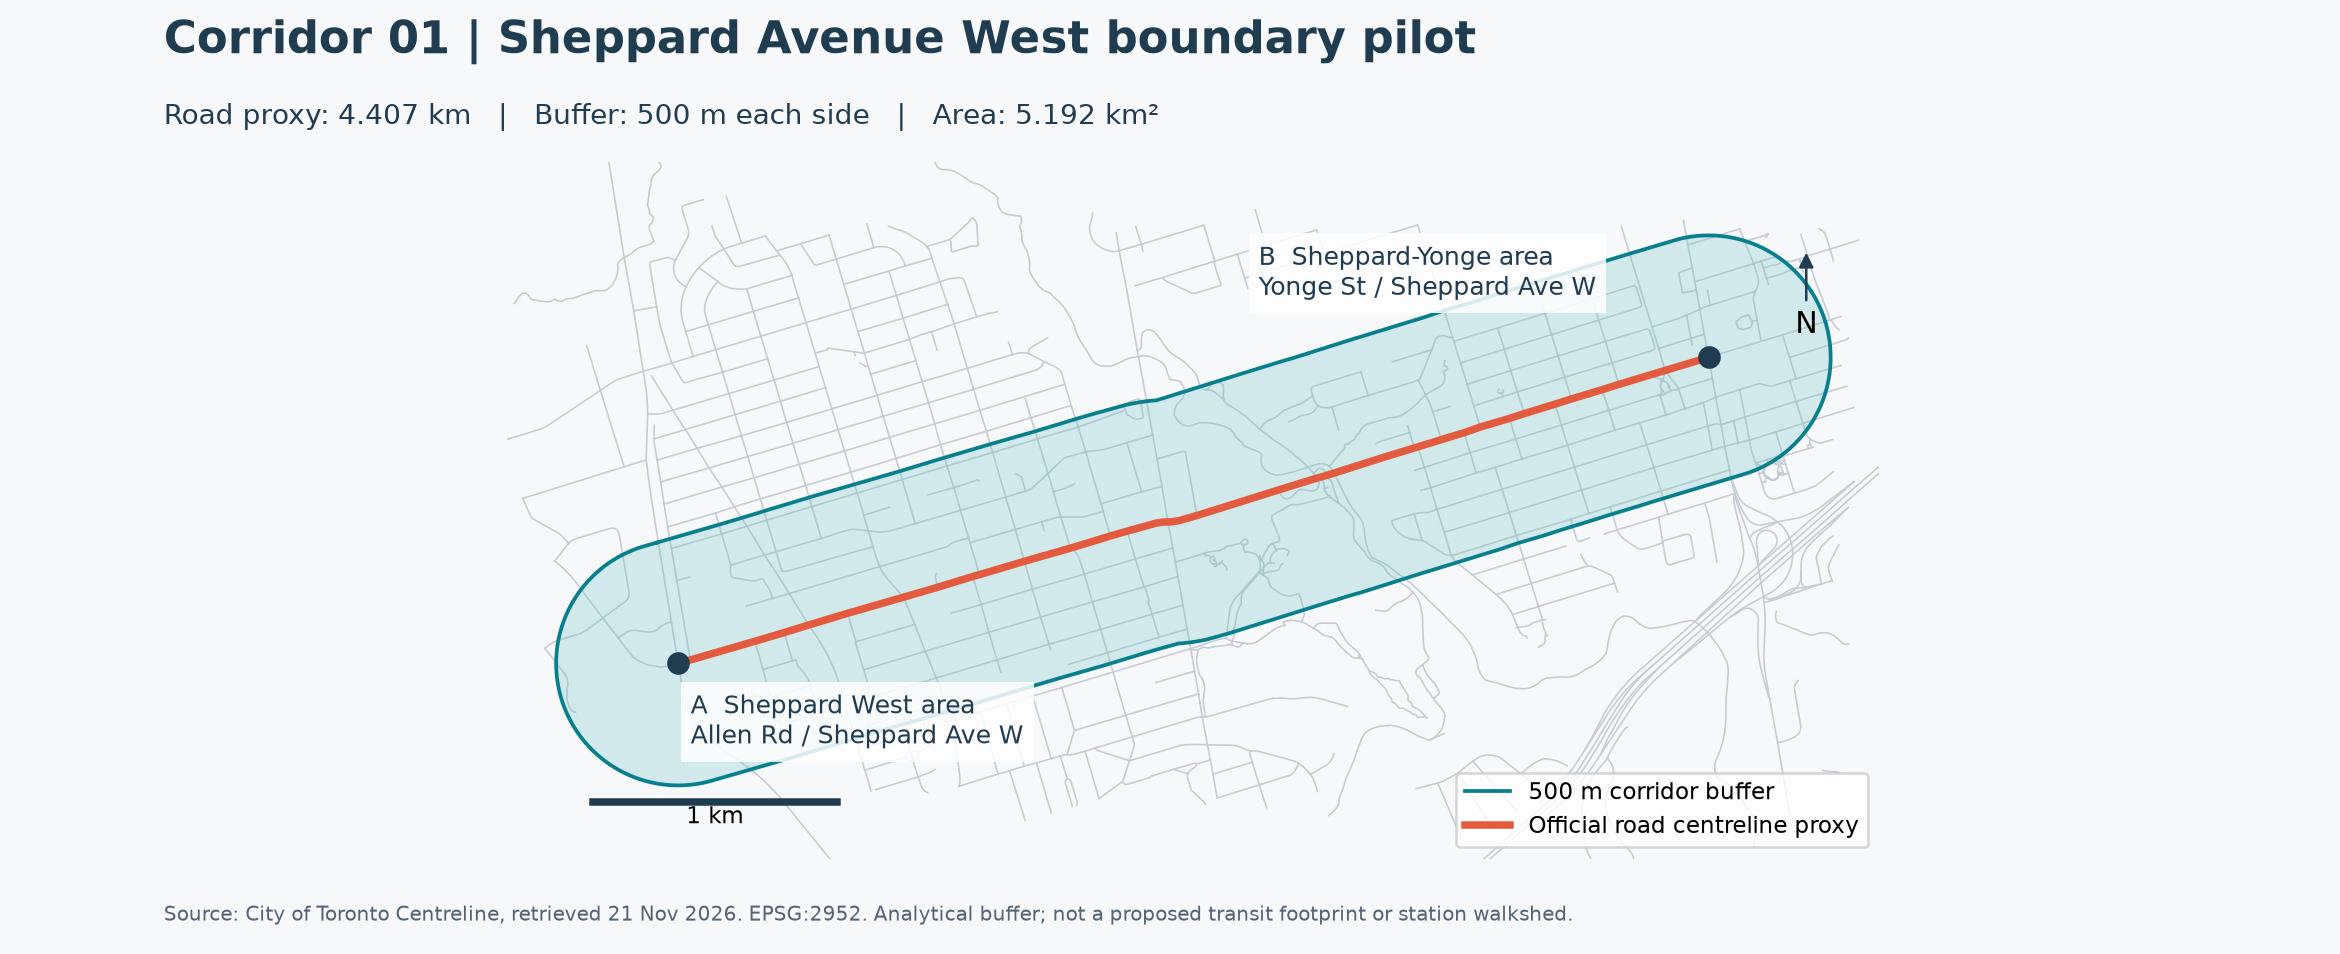 Corridor 01 | Sheppard Avenue West boundary pilot
Road proxy: 4.407 km | Buffer: 500 m each side | Area: 5.192 km²
B Sheppard-Yonge area
Yonge St / Sheppard Ave W
N
A Sheppard West area
Allen Rd / Sheppard Ave W
1 km
500 m corridor buffer
Official road centreline proxy
Source: City of Toronto Centreline, retrieved 21 Nov 2026. EPSG:2952. Analytical buffer; not a proposed transit footprint or station walkshed.